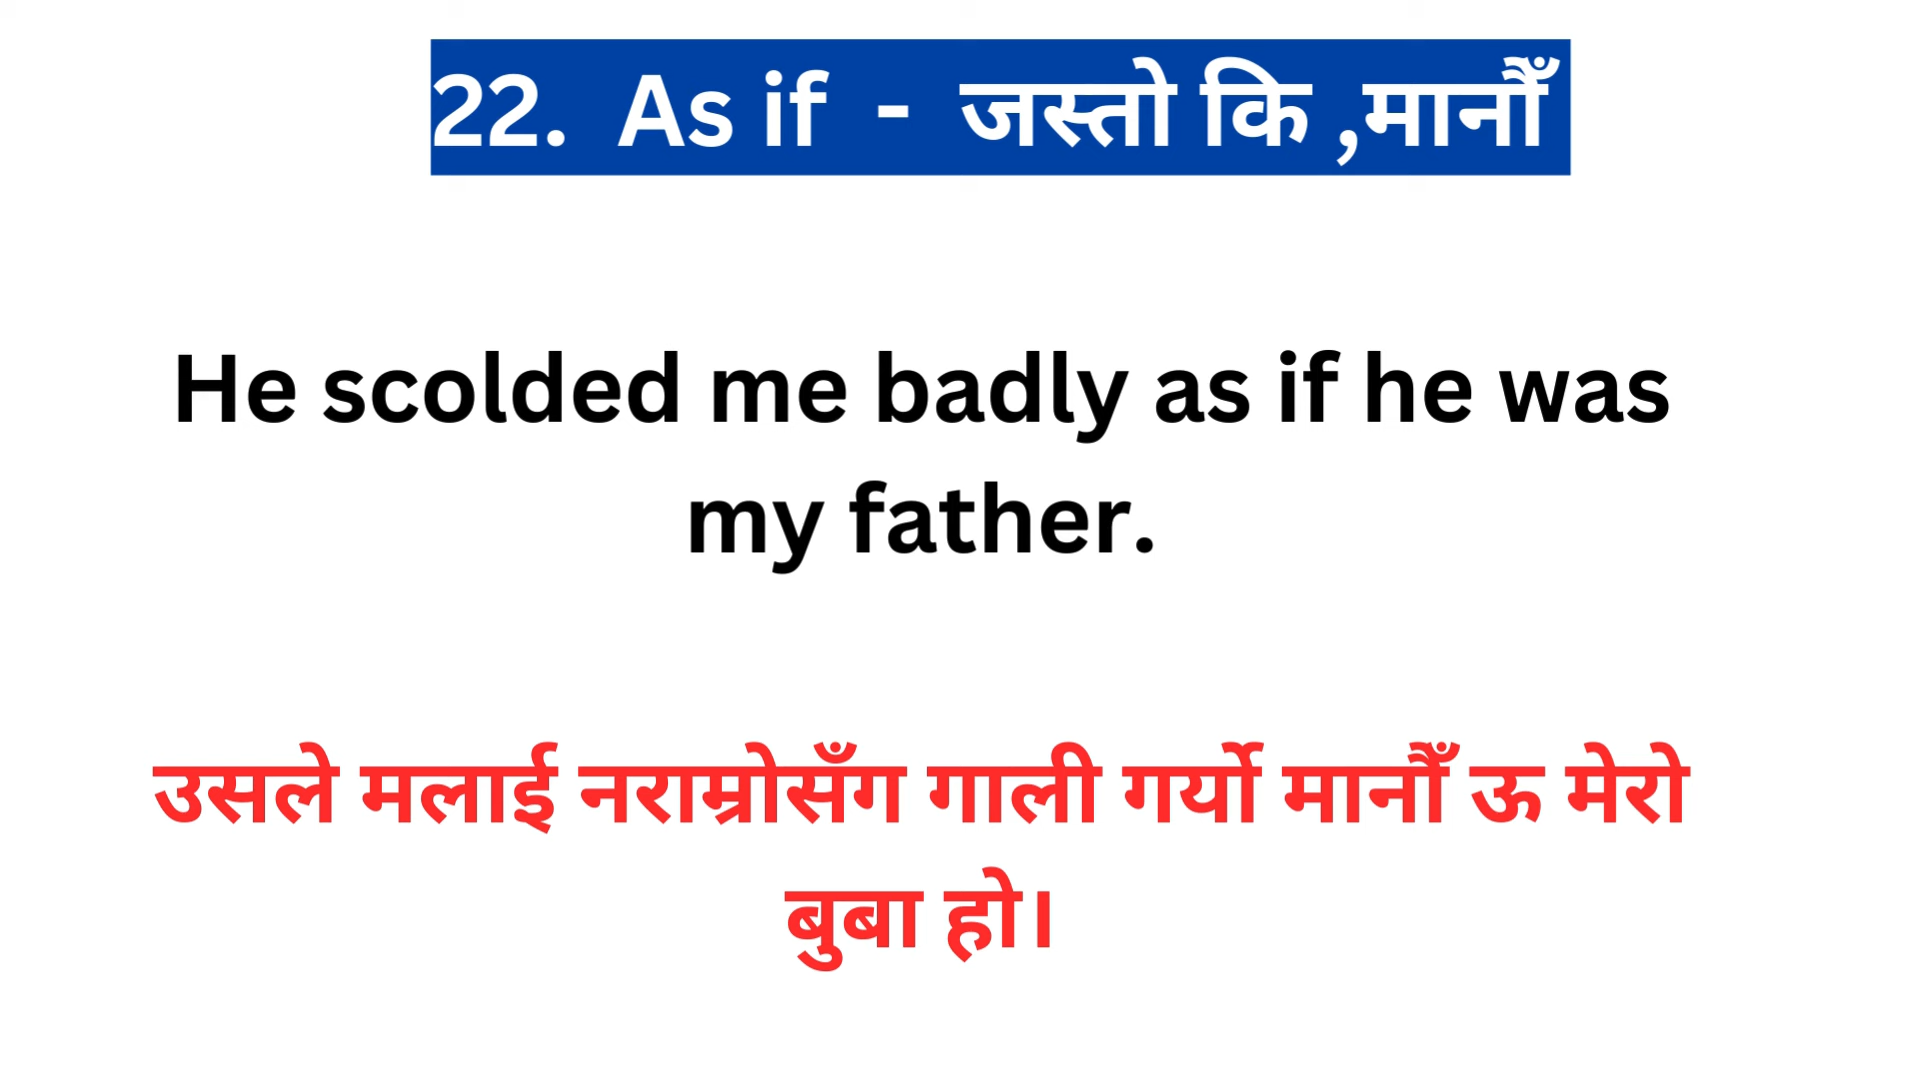 22. As if - जस्तो कि ,मानौँ
He scolded me badly as if he was
my father.
उसले मलाई नराम्रोसँग गाली गर्यो मानौँ ऊ मेरो
बुबा हो।